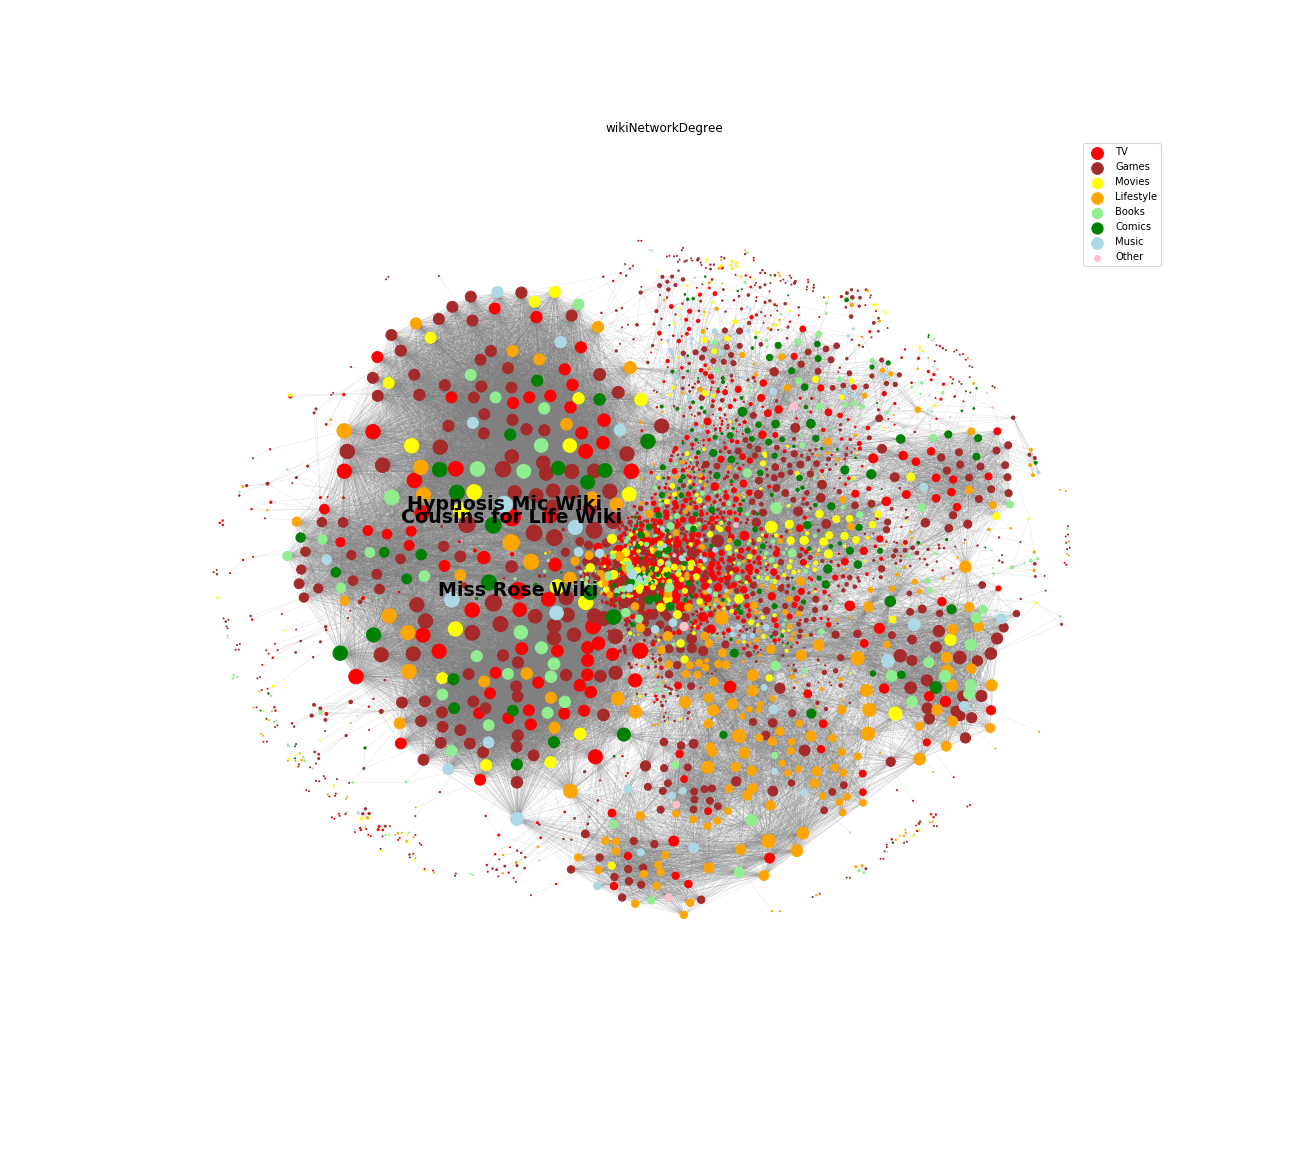 wikiNetworkDegree
TV
Games
Movies
Lifestyle
Books
Comics
Music
Other
Hypnosis Mic Wiki
Cousins for Life Wiki
Miss Rose Wiki